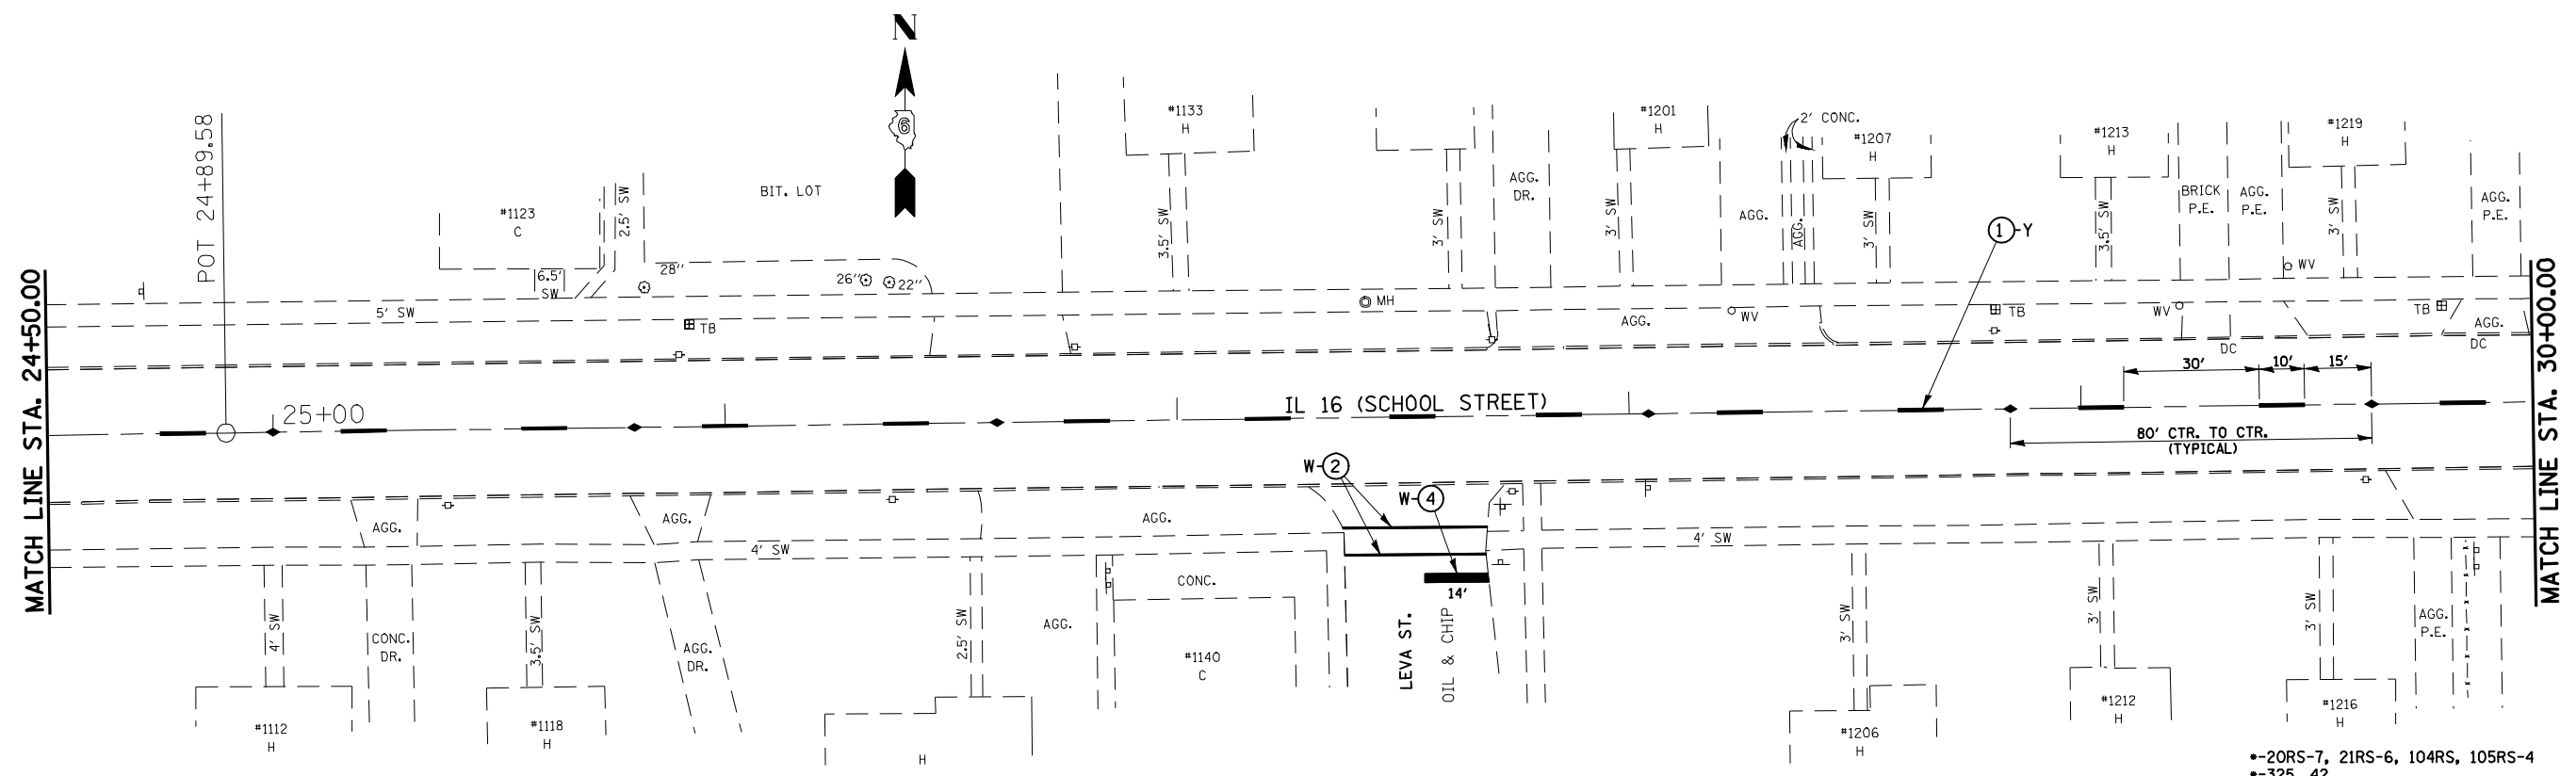 N
6
POT 24+89.58
MATCH LINE STA. 24+50.00
MATCH LINE STA. 30+00.00
#1123
C
6.5'
SW
2.5' SW
28"
BIT. LOT
26"
22"
#1133
H
3.5' SW
3' SW
AGG.
DR.
#1201
H
3' SW
AGG.
2' CONC.
AGG.
#1207
H
3' SW
1-Y
#1213
H
3.5' SW
BRICK
P.E.
AGG.
P.E.
#1219
H
3' SW
AGG.
P.E.
5' SW
TB
MH
AGG.
WV
TB
WV
WV
TB
AGG.
DC
DC
25+00
IL 16 (SCHOOL STREET)
30'
10'
15'
80' CTR. TO CTR.
(TYPICAL)
W-2
W-4
AGG.
AGG.
AGG.
4' SW
4' SW
14'
CONC.
4' SW
CONC.
DR.
3.5' SW
AGG.
DR.
2.5' SW
AGG.
#1140
C
LEVA ST.
OIL & CHIP
3' SW
3' SW
3' SW
AGG.
P.E.
#1112
H
#1118
H
H
#1206
H
#1212
H
#1216
H
*-20RS-7, 21RS-6, 104RS, 105RS-4
*-325, 42